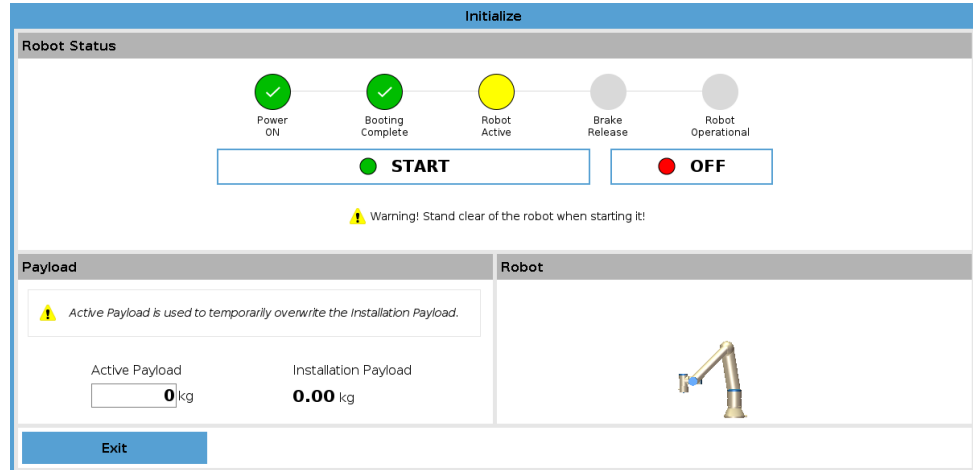 Initialize
Robot Status
Power
ON
Booting
Complete
Robot
Active
Brake
Release
Robot
Operational
START
OFF
Warning! Stand clear of the robot when starting it!
Payload
Active Payload is used to temporarily overwrite the Installation Payload.
Active Payload
0 kg
Installation Payload
0.00 kg
Robot
Exit